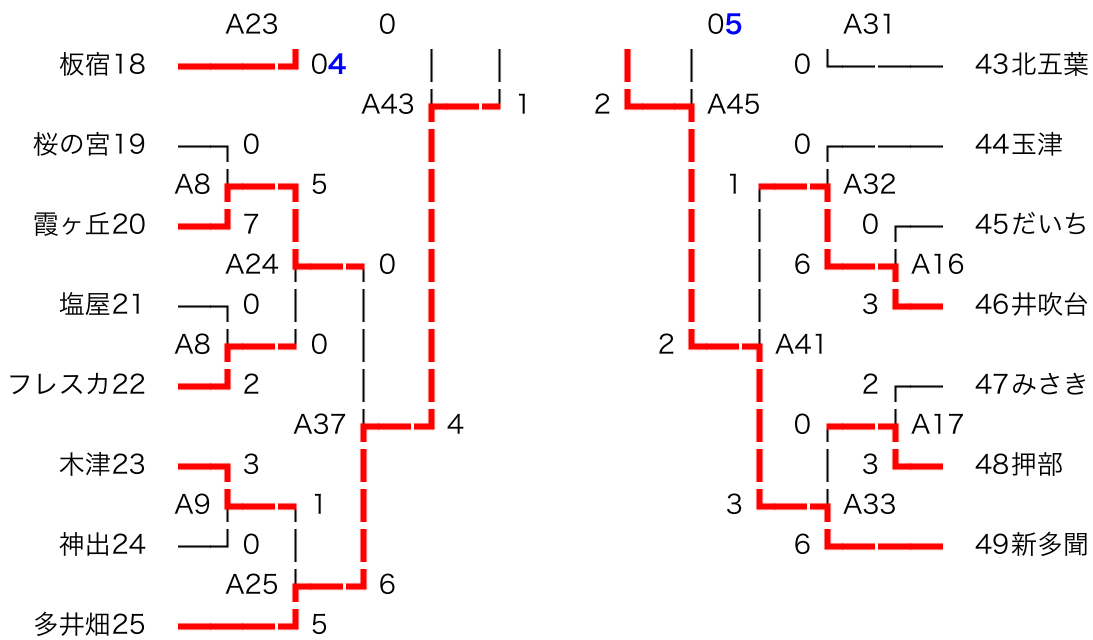 A23 0 05 A31
板宿18 04 0 43北五葉
A43 1 2 A45
桜の宮19 0 0 44玉津
A8 5 1 A32
霞ヶ丘20 7 0 45だいち
A24 0 6 A16
塩屋21 0 3 46井吹台
A8 0 2 A41
フレスカ22 2 2 47みさき
A37 4 0 A17
木津23 3 3 48押部
A9 1 3 A33
神出24 0 6 49新多聞
A25 6
多井畑25 5